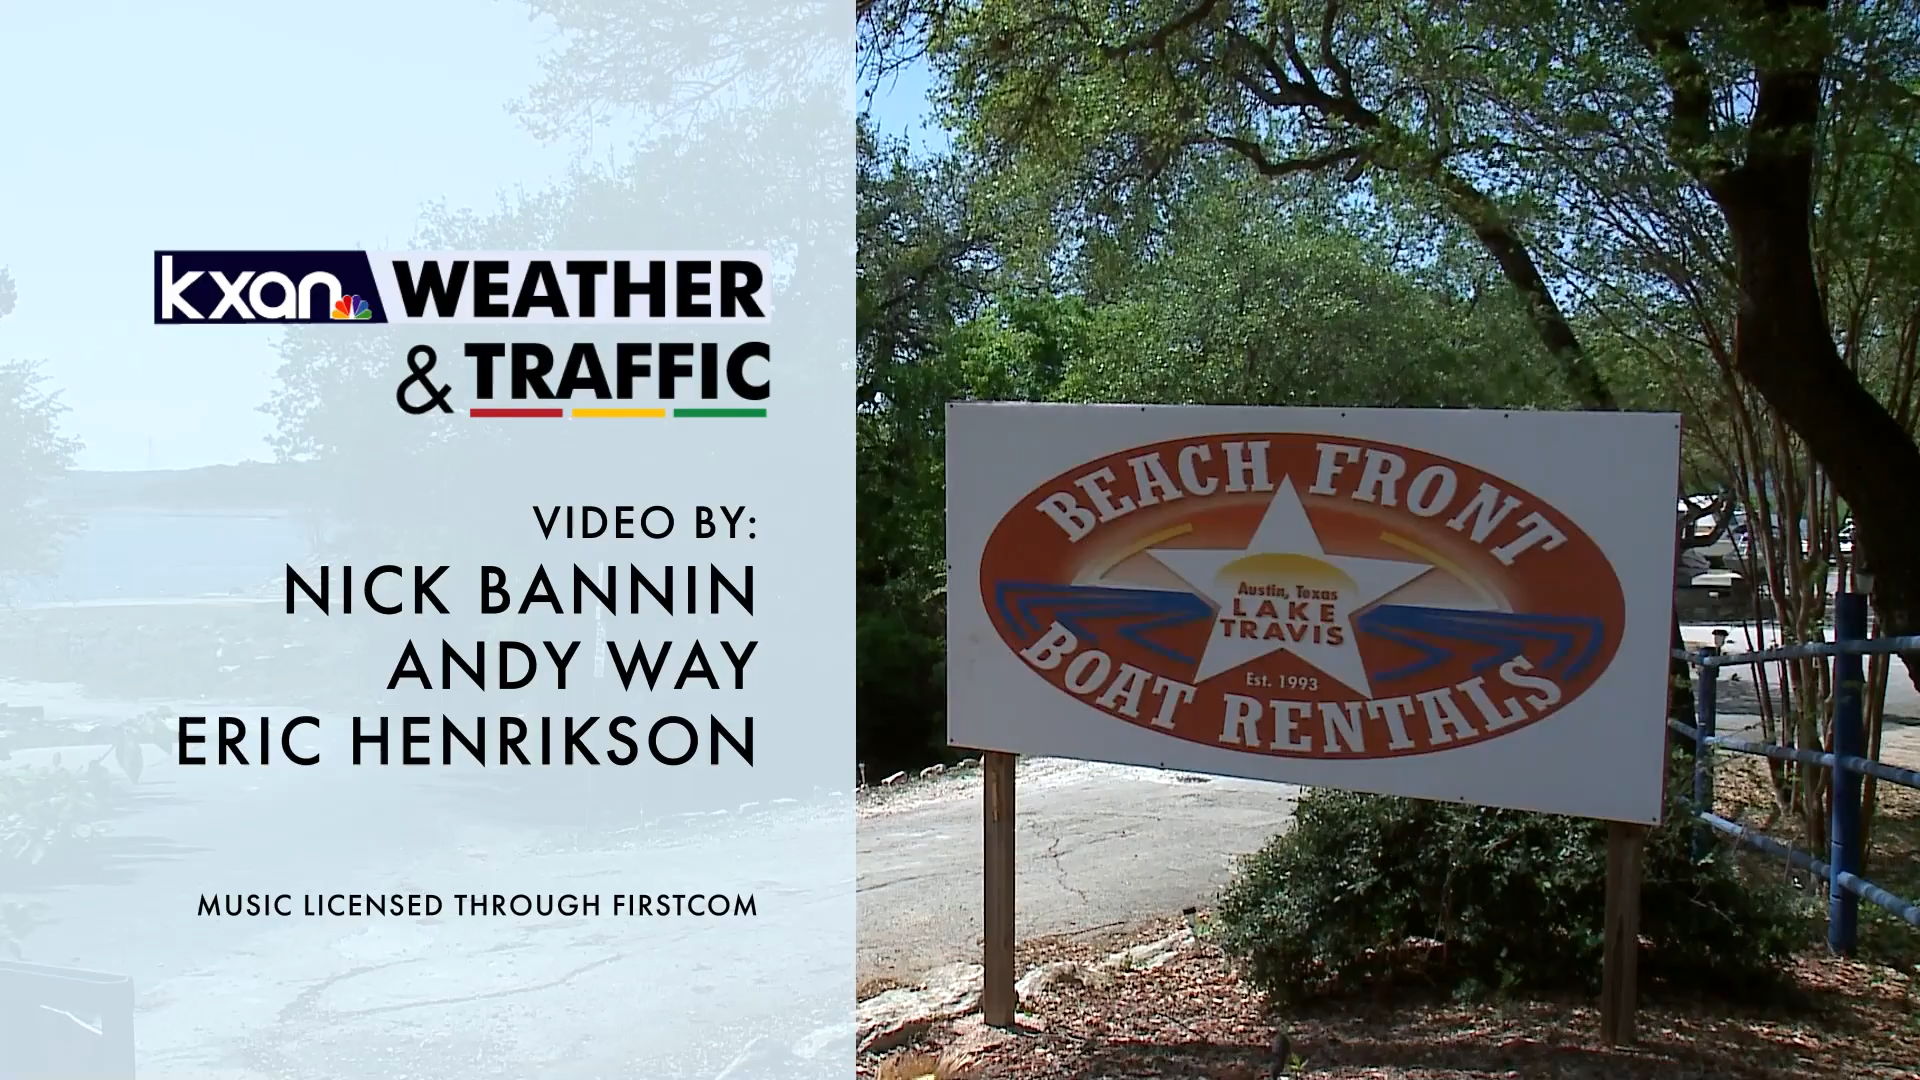 kxan WEATHER
& TRAFFIC
VIDEO BY:
NICK BANNIN
ANDY WAY
ERIC HENRIKSON
MUSIC LICENSED THROUGH FIRSTCOM
BEACH FRONT
Austin, Texas
LAKE
TRAVIS
Est. 1993
BOAT RENTALS